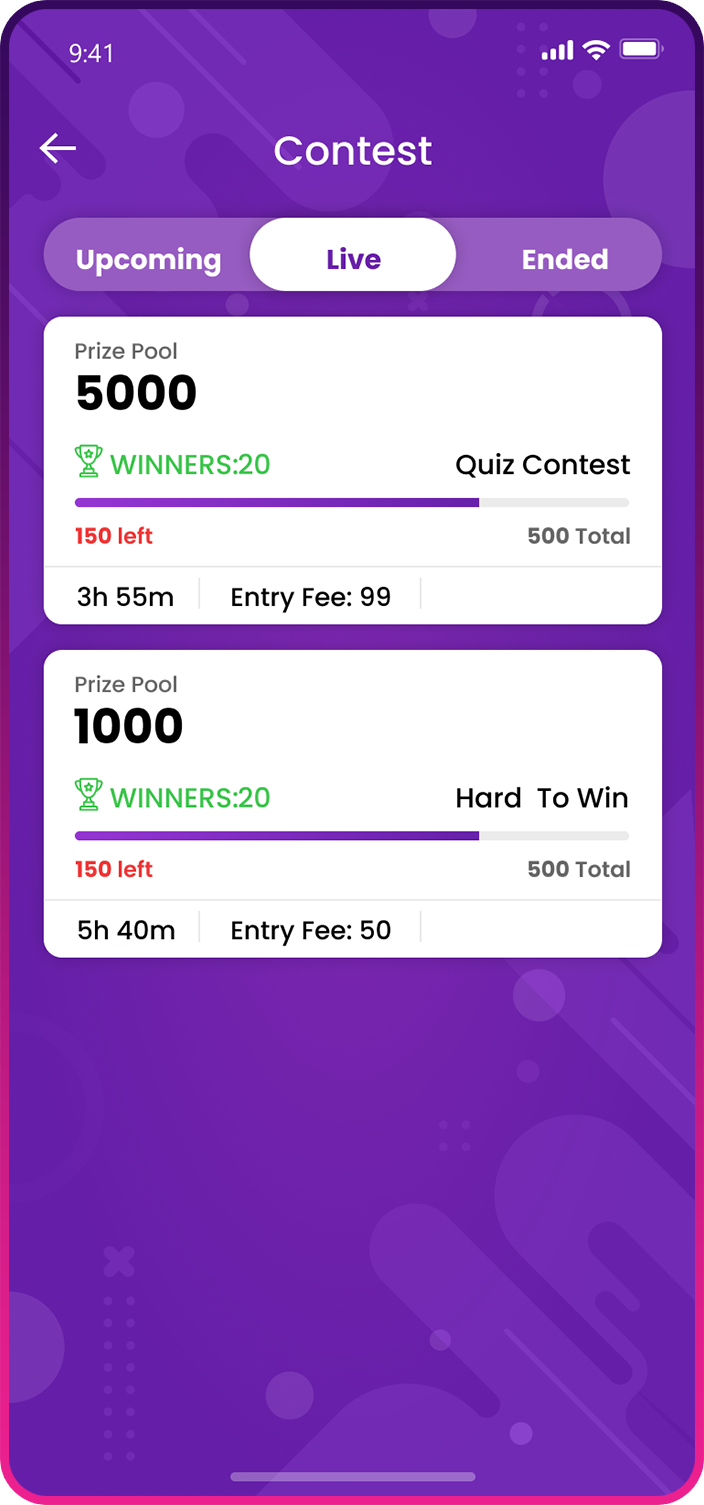 9:41
Contest
Upcoming Live Ended
Prize Pool
5000
WINNERS:20 Quiz Contest
150 left 500 Total
3h 55m Entry Fee: 99
Prize Pool
1000
WINNERS:20 Hard  To Win
150 left 500 Total
5h 40m Entry Fee: 50